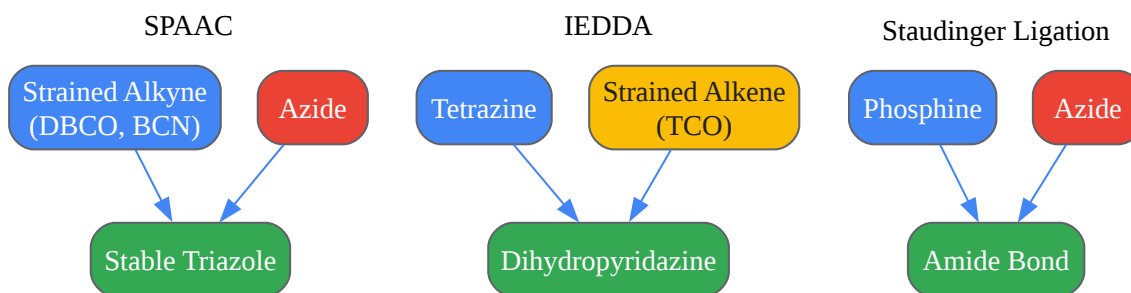 SPAAC
Strained Alkyne
(DBCO, BCN)
Azide
Stable Triazole
IEDDA
Tetrazine
Strained Alkene
(TCO)
Dihydropyridazine
Staudinger Ligation
Phosphine
Azide
Amide Bond